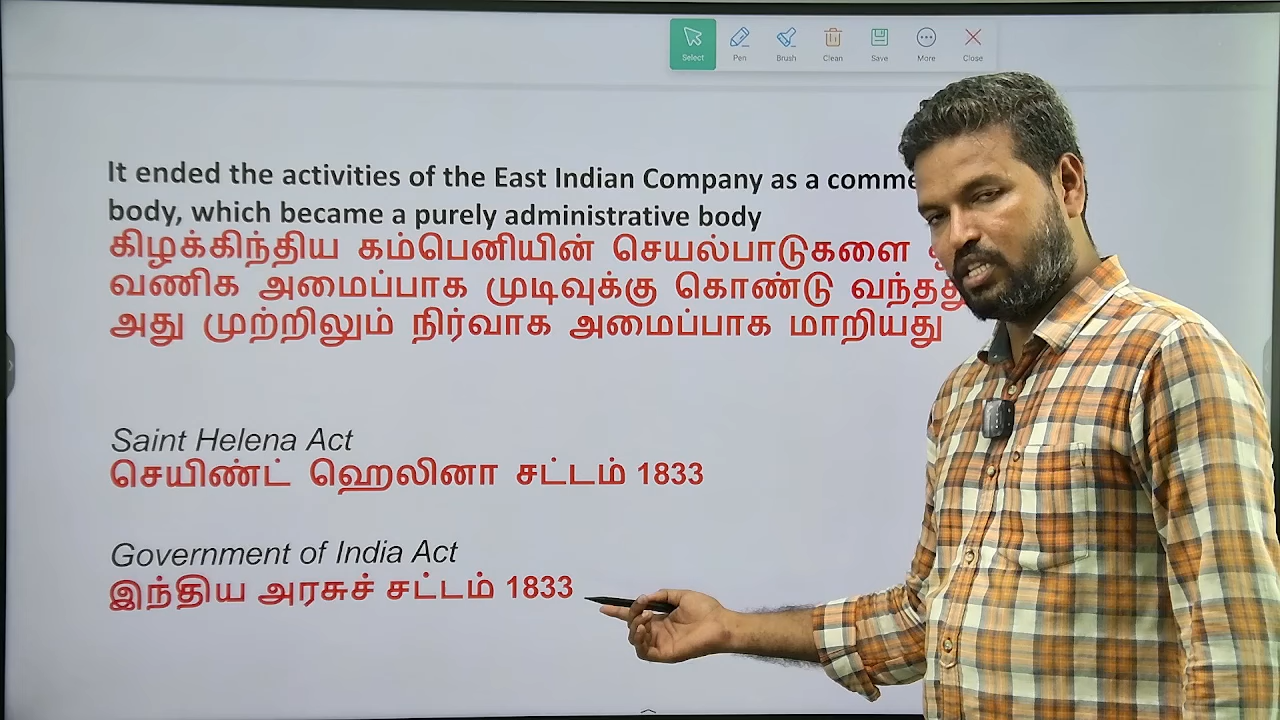 Select Pen Brush Clean Save More Close
It ended the activities of the East Indian Company as a comme
body, which became a purely administrative body
கிழக்கிந்திய கம்பெனியின் செயல்பாடுகளை
வணிக அமைப்பாக முடிவுக்கு கொண்டு வந்தது
அது முற்றிலும் நிர்வாக அமைப்பாக மாறியது
Saint Helena Act
செயிண்ட் ஹெலினா சட்டம் 1833
Government of India Act
இந்திய அரசுச் சட்டம் 1833